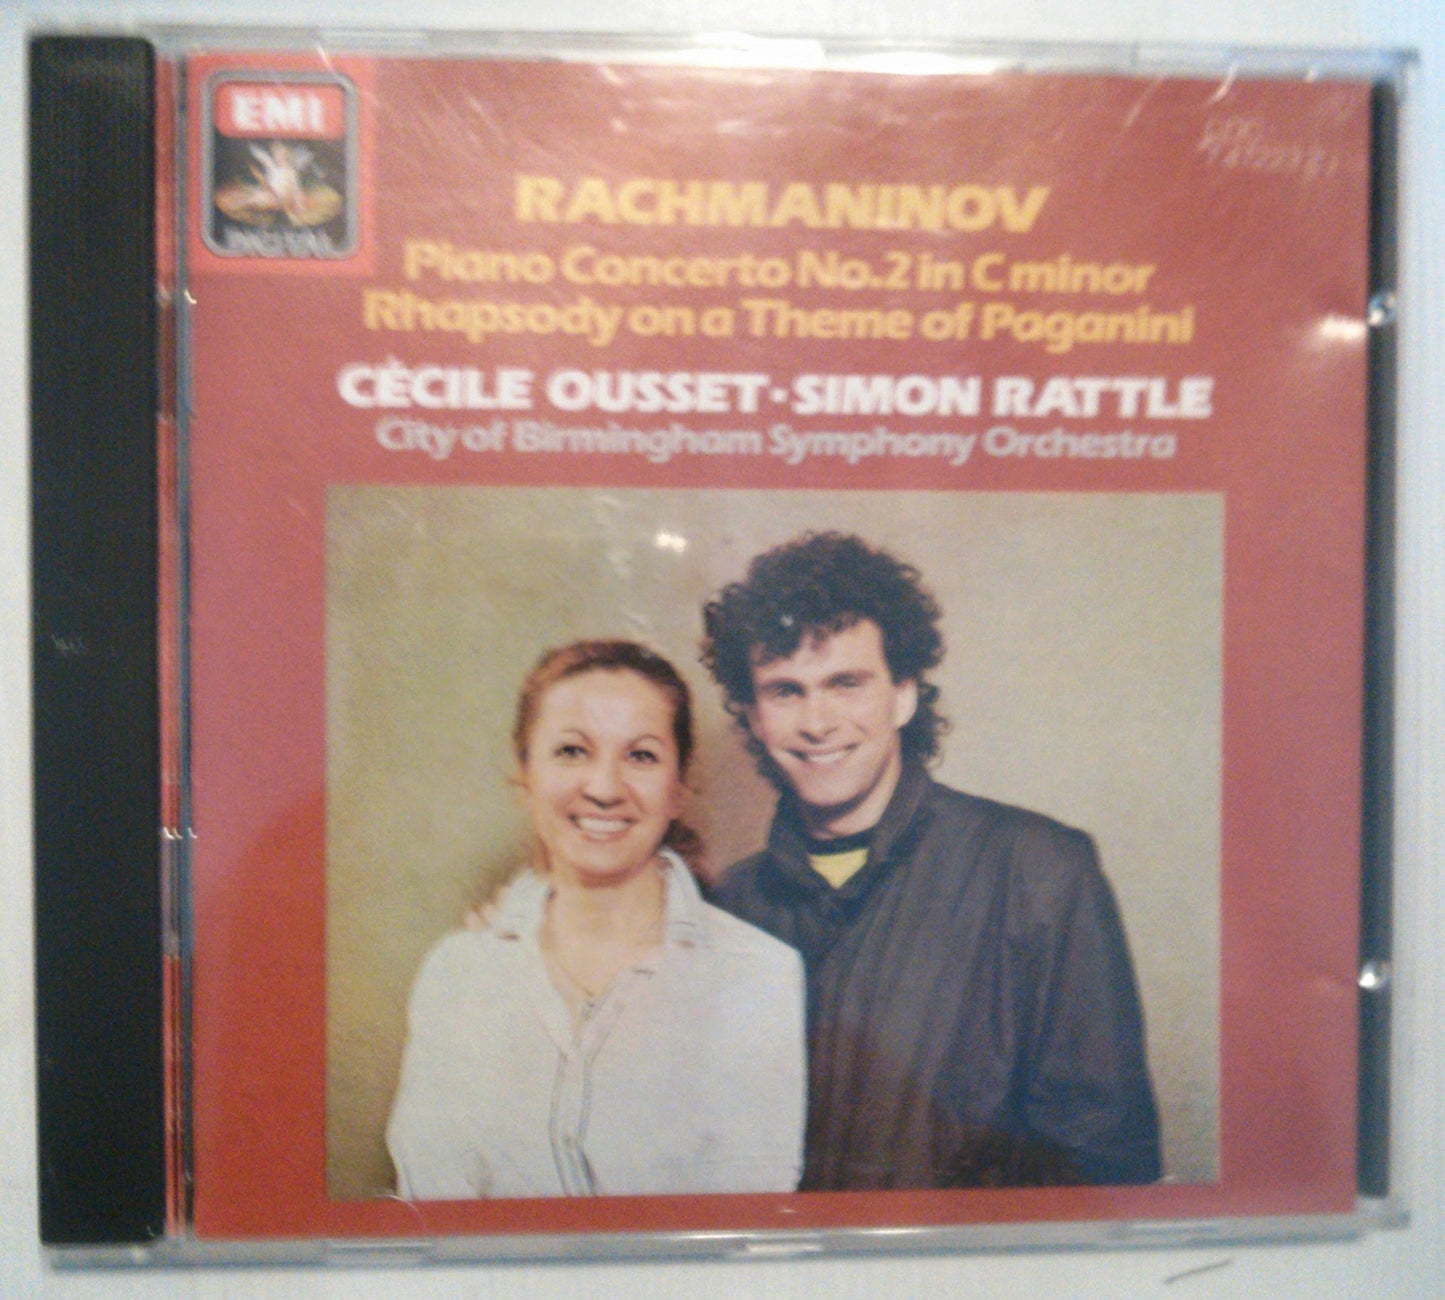 EMI
DIGITAL
RACHMANINOV
Piano Concerto No.2 in C minor
Rhapsody on a Theme of Paganini
CÉCILE OUSSET · SIMON RATTLE
City of Birmingham Symphony Orchestra